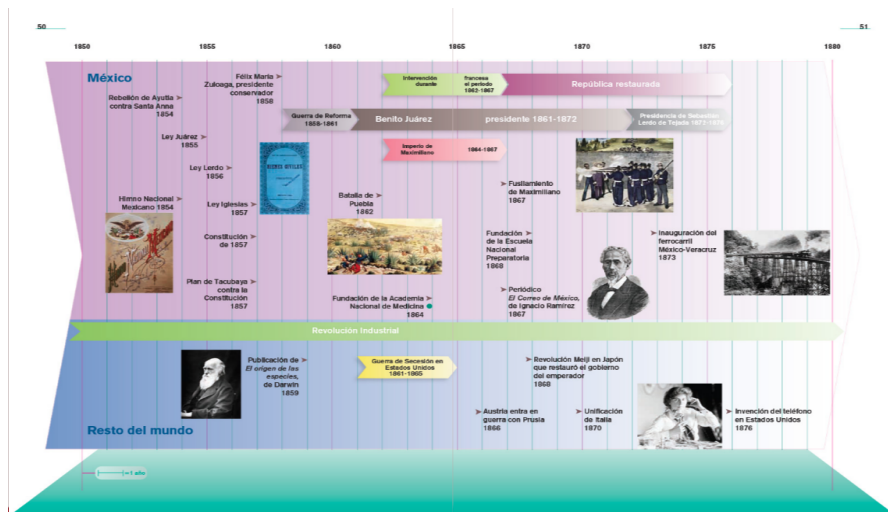 50
51
1850
1855
1860
1865
1870
1875
1880
México
Rebelión de Ayutla
contra Santa Anna
1854
Ley Juárez
1855
Ley Lerdo
1856
Himno Nacional
Mexicano 1854
Ley Iglesias
1857
Constitución
de 1857
Plan de Tacubaya
contra la
Constitución
1857
Félix María
Zuloaga, presidente
conservador
1858
Guerra de Reforma
1858-1861
Intervención
durante
francesa
el periodo
1862-1867
República restaurada
Benito Juárez
presidente 1861-1872
Presidencia de Sebastián
Lerdo de Tejada
Imperio de
Maximiliano
1864-1867
Batalla de
Puebla
1862
Fundación de la Academia
Nacional de Medicina
1864
Fusilamiento
de Maximiliano
1867
Fundación
de la Escuela
Nacional
Preparatoria
1868
Periódico
El Correo de México,
de Ignacio Ramírez
1867
Inauguración del
ferrocarril
México-Veracruz
1873
Revolución Industrial
Publicación de
El origen de las
especies,
de Darwin
1859
Guerra de Secesión en
Estados Unidos
1861-1865
Revolución Meiji en Japón
que restauró el gobierno
del emperador
1868
Austria entra en
guerra con Prusia
1866
Unificación
de Italia
1870
Invención del teléfono
en Estados Unidos
1876
Resto del mundo
= 1 año